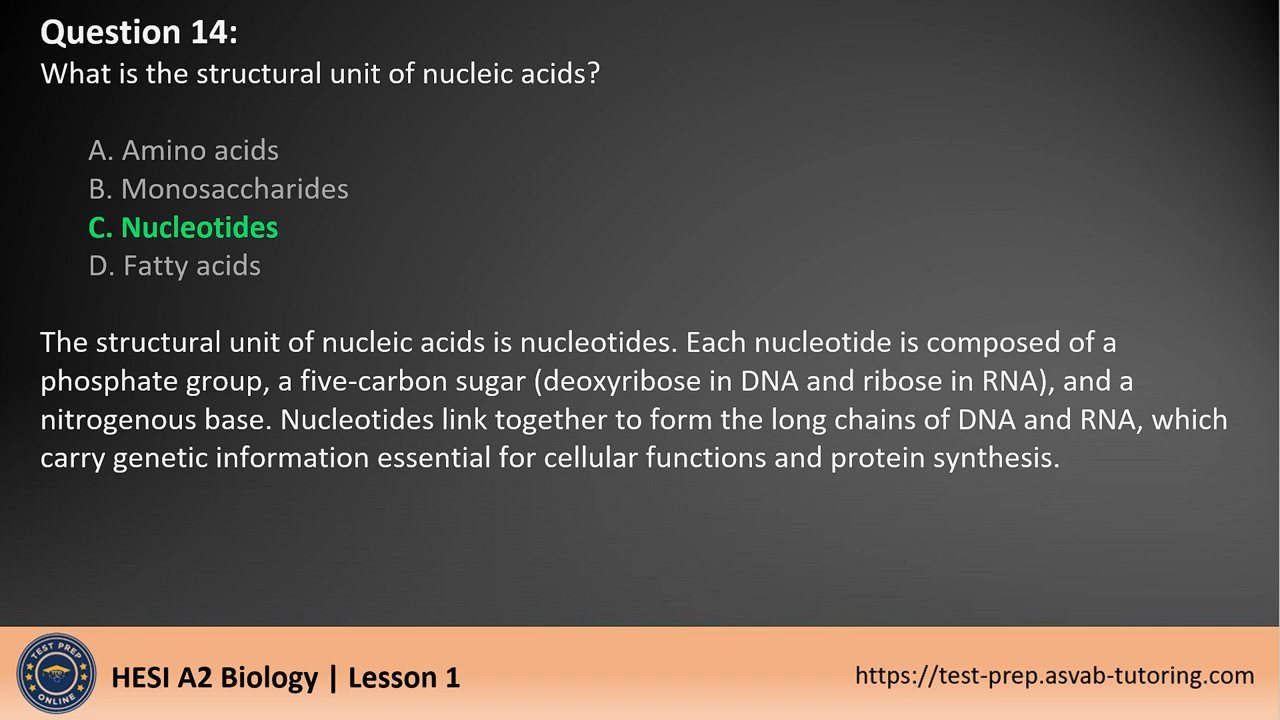 Question 14:
What is the structural unit of nucleic acids?
A. Amino acids
B. Monosaccharides
C. Nucleotides
D. Fatty acids
The structural unit of nucleic acids is nucleotides. Each nucleotide is composed of a
phosphate group, a five-carbon sugar (deoxyribose in DNA and ribose in RNA), and a
nitrogenous base. Nucleotides link together to form the long chains of DNA and RNA, which
carry genetic information essential for cellular functions and protein synthesis.
TEST PREP
ONLINE
HESI A2 Biology | Lesson 1
https://test-prep.asvab-tutoring.com